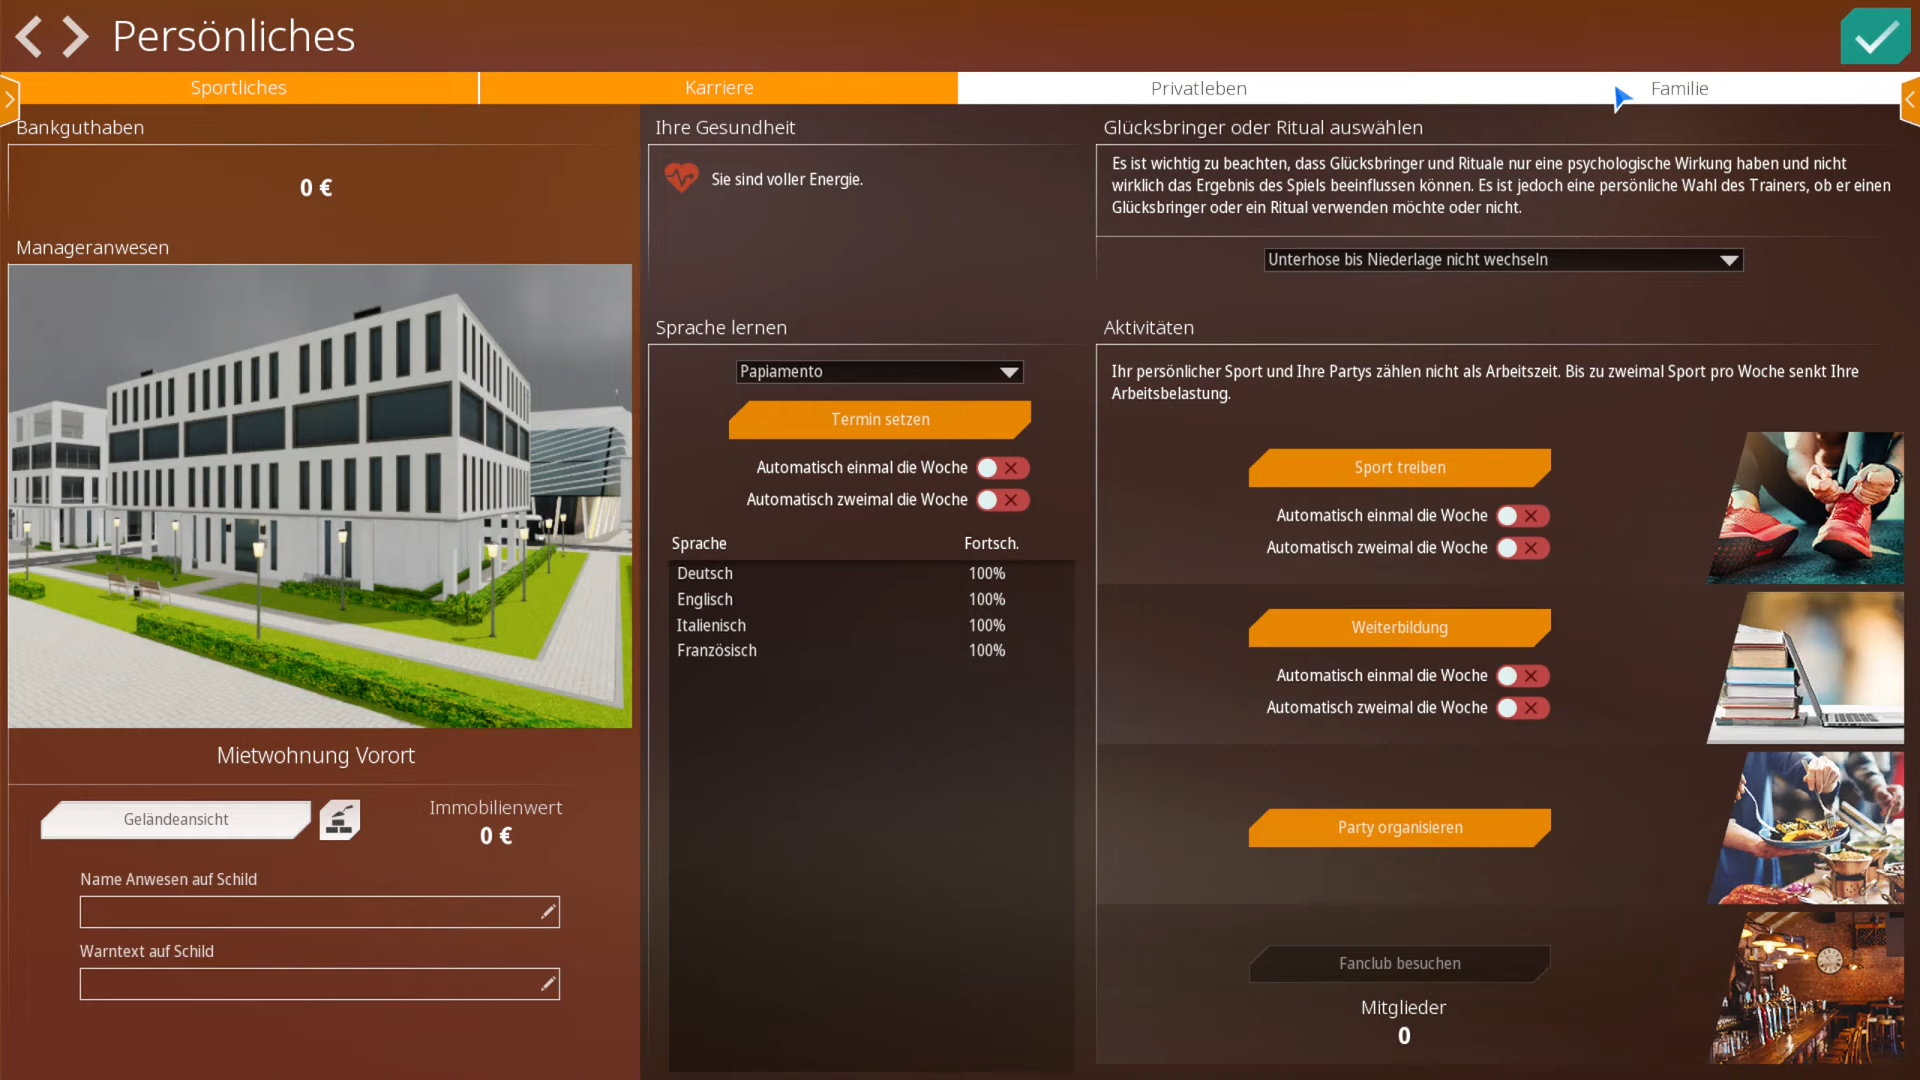 Persönliches
Sportliches
Karriere
Privatleben
Familie
Bankguthaben
0 €
Manageranwesen
Mietwohnung Vorort
Geländeansicht
Immobilienwert
0 €
Name Anwesen auf Schild
Warntext auf Schild
Ihre Gesundheit
Sie sind voller Energie.
Sprache lernen
Papiamento
Termin setzen
Automatisch einmal die Woche
Automatisch zweimal die Woche
Sprache Fortsch.
Deutsch 100%
Englisch 100%
Italienisch 100%
Französisch 100%
Glücksbringer oder Ritual auswählen
Es ist wichtig zu beachten, dass Glücksbringer und Rituale nur eine psychologische Wirkung haben und nicht
wirklich das Ergebnis des Spiels beeinflussen können. Es ist jedoch eine persönliche Wahl des Trainers, ob er einen
Glücksbringer oder ein Ritual verwenden möchte oder nicht.
Unterhose bis Niederlage nicht wechseln
Aktivitäten
Ihr persönlicher Sport und Ihre Partys zählen nicht als Arbeitszeit. Bis zu zweimal Sport pro Woche senkt Ihre
Arbeitsbelastung.
Sport treiben
Automatisch einmal die Woche
Automatisch zweimal die Woche
Weiterbildung
Automatisch einmal die Woche
Automatisch zweimal die Woche
Party organisieren
Fanclub besuchen
Mitglieder
0